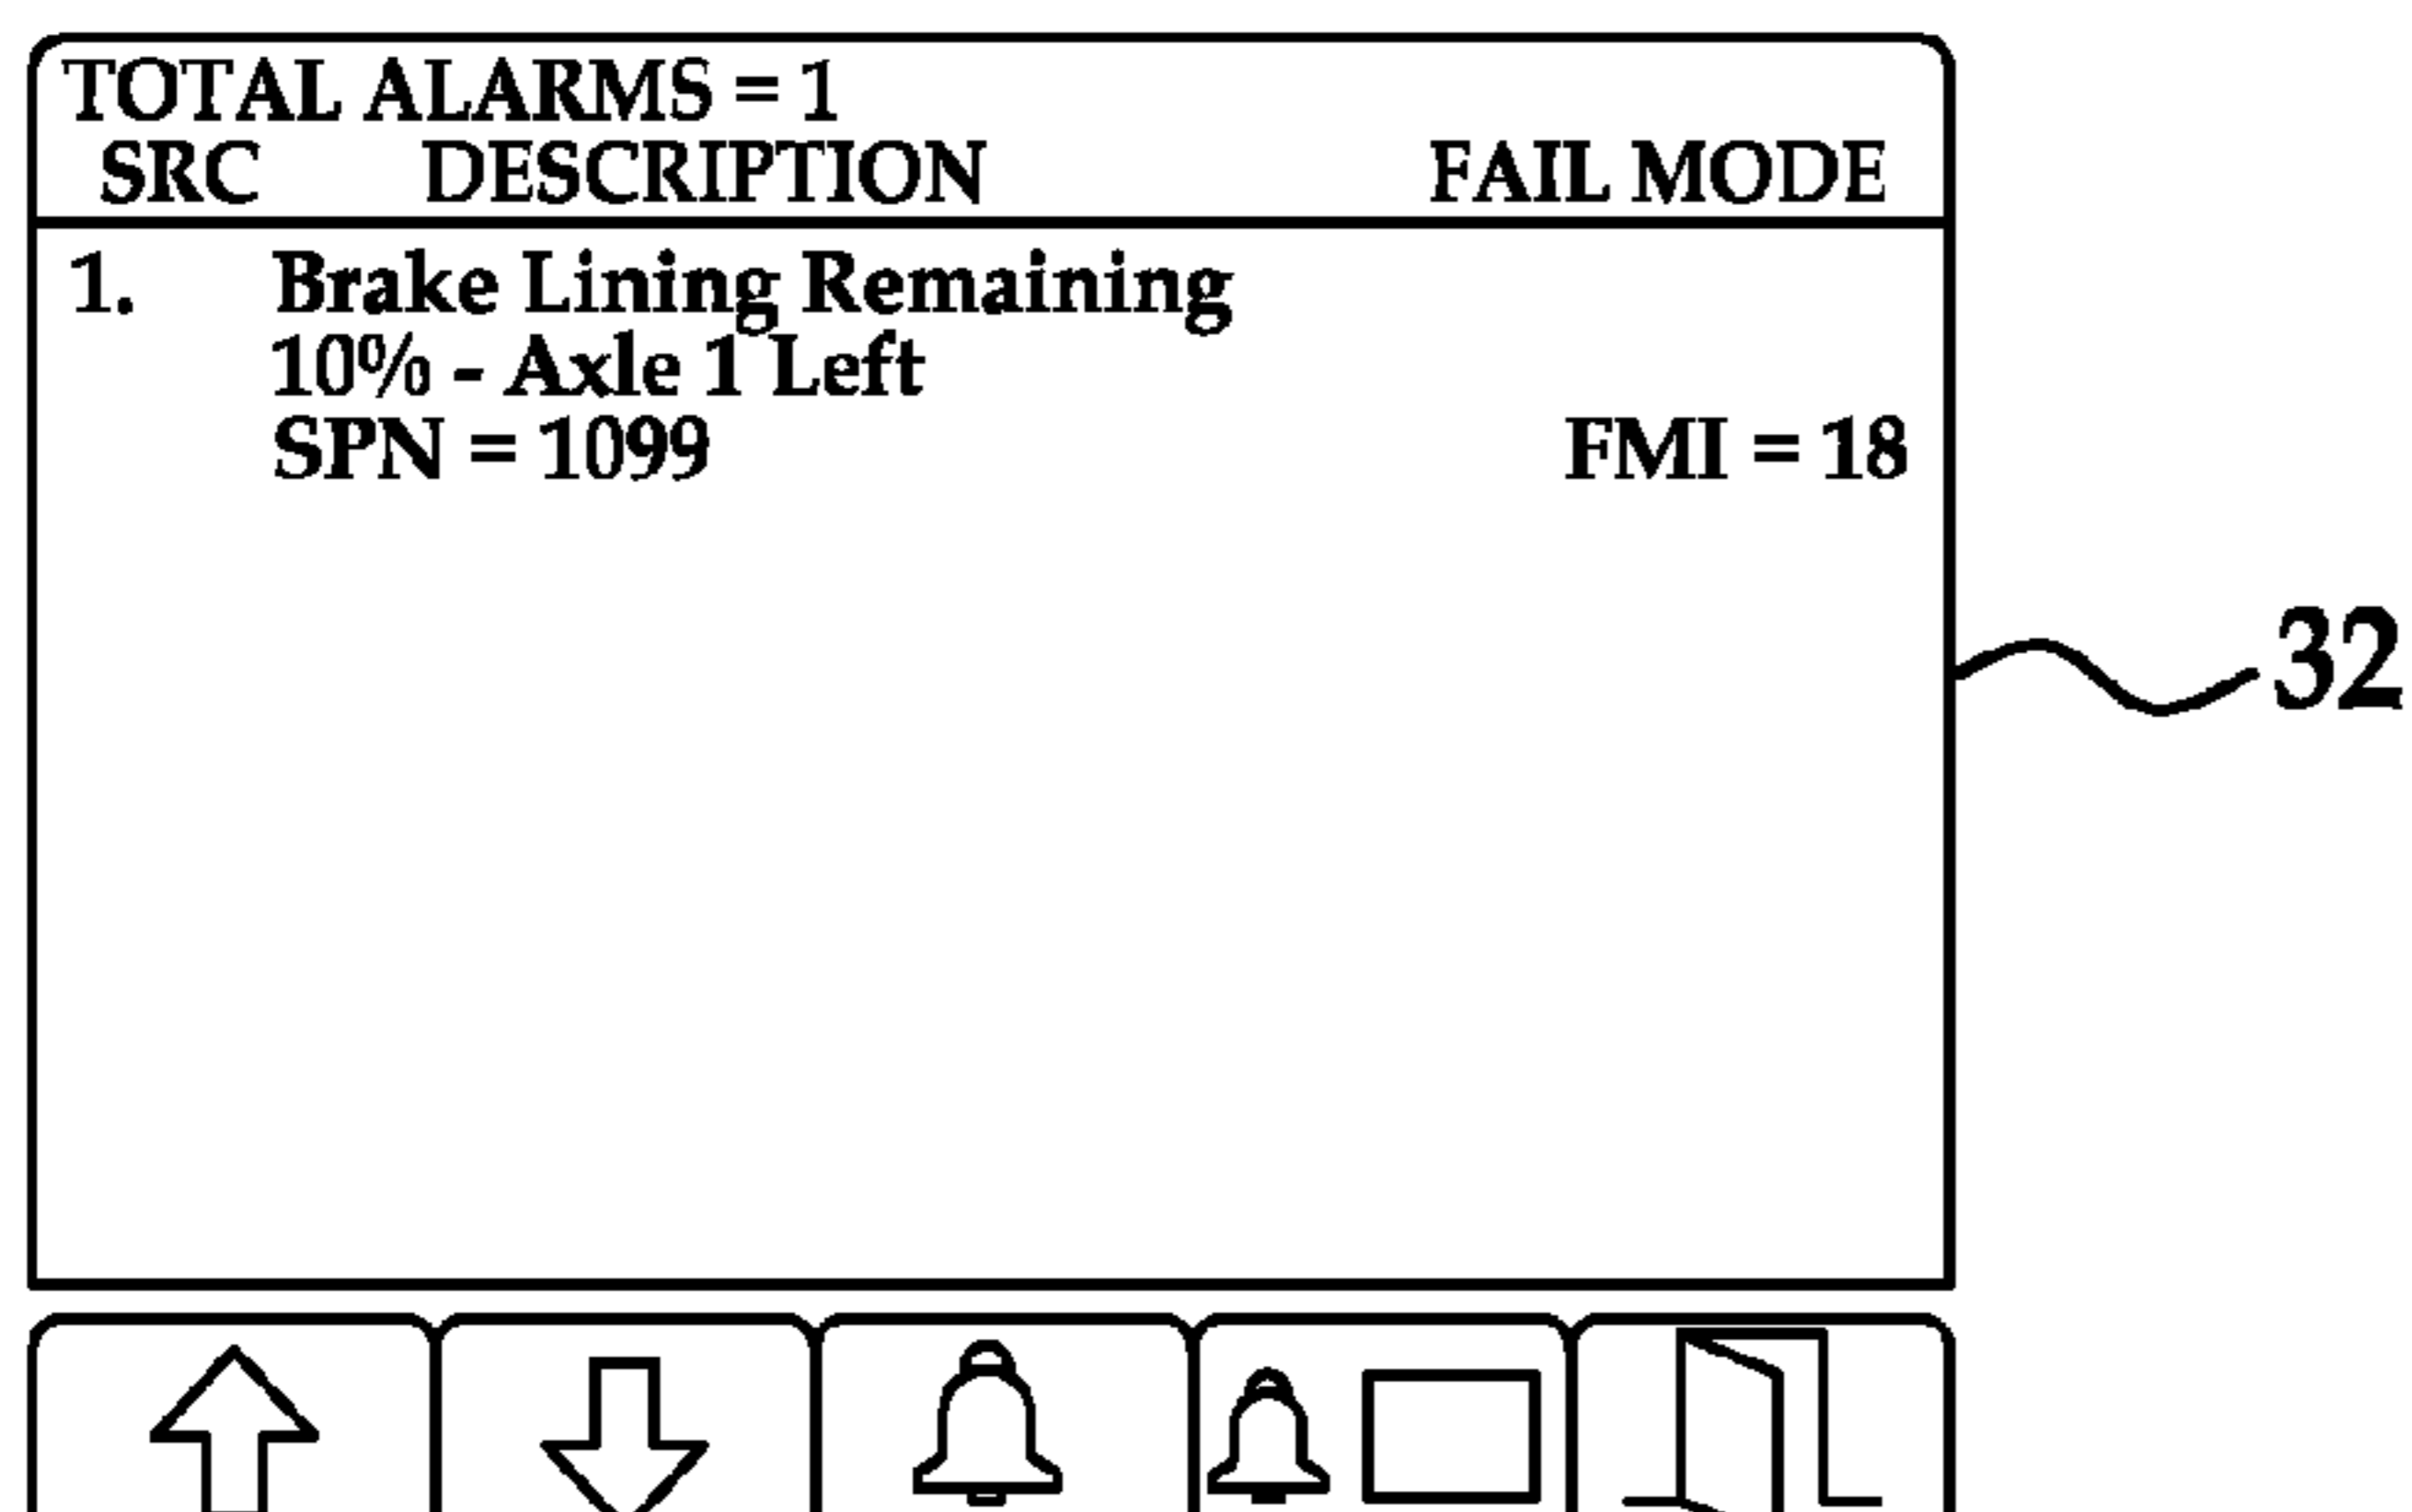 TOTAL ALARMS = 1
SRC DESCRIPTION FAIL MODE
1. Brake Lining Remaining
10% - Axle 1 Left
SPN = 1099 FMI = 18
32